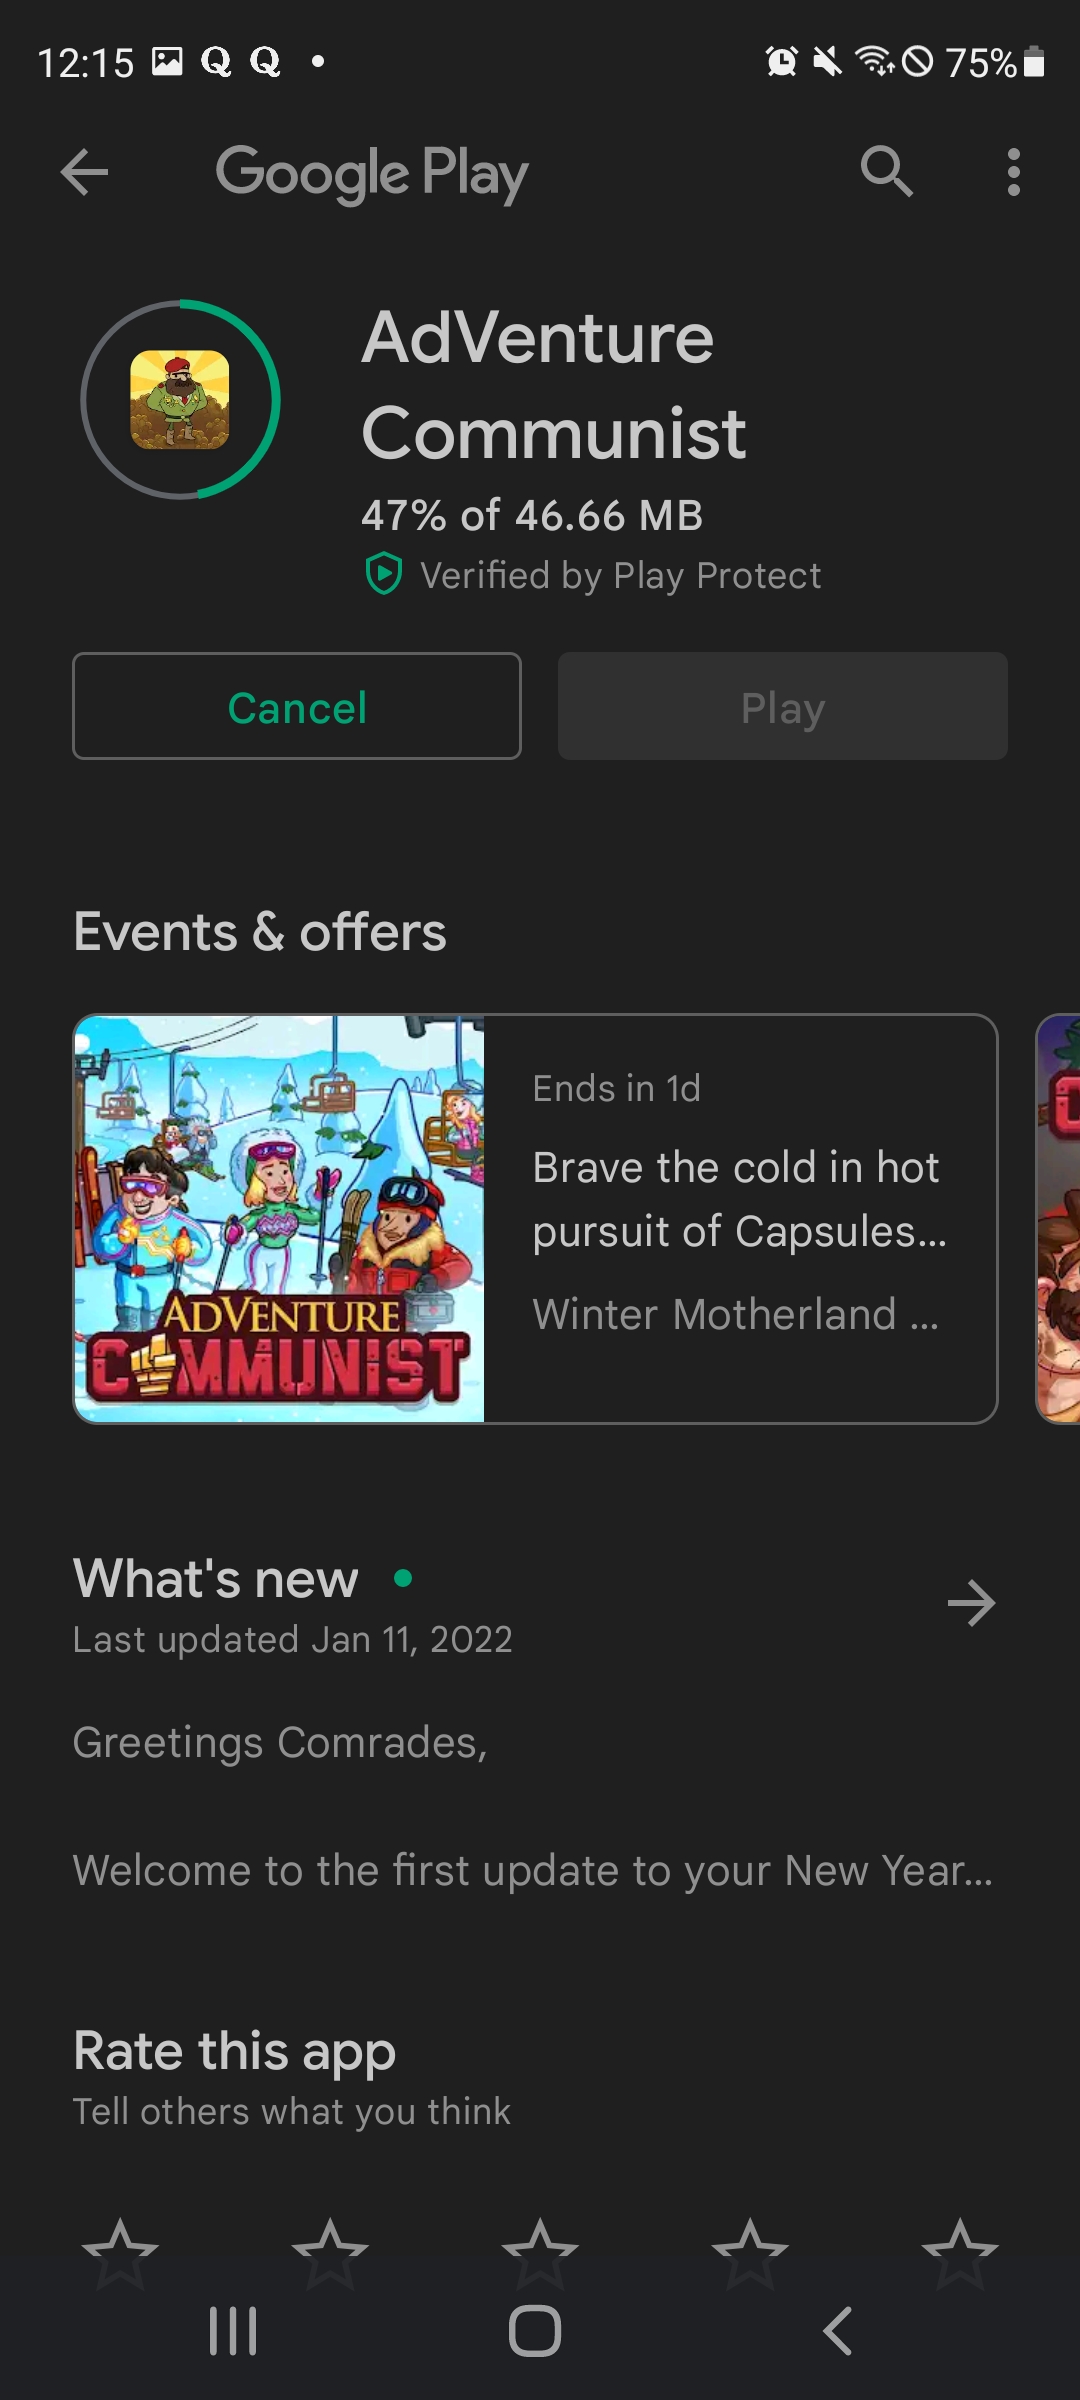 12:15
75%
Google Play
AdVenture
Communist
47% of 46.66 MB
Verified by Play Protect
Cancel
Play
Events & offers
Ends in 1d
Brave the cold in hot
pursuit of Capsules...
Winter Motherland ...
ADVENTURE
COMMUNIST
What's new
Last updated Jan 11, 2022
Greetings Comrades,
Welcome to the first update to your New Year...
Rate this app
Tell others what you think